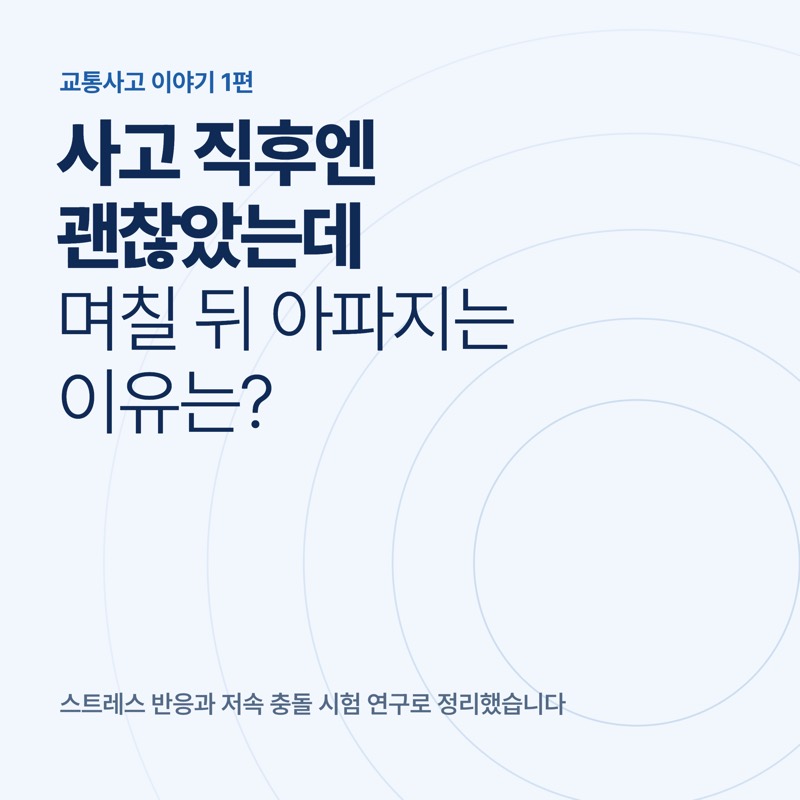 교통사고 이야기 1편
사고 직후엔
괜찮았는데
며칠 뒤 아파지는
이유는?
스트레스 반응과 저속 충돌 시험 연구로 정리했습니다